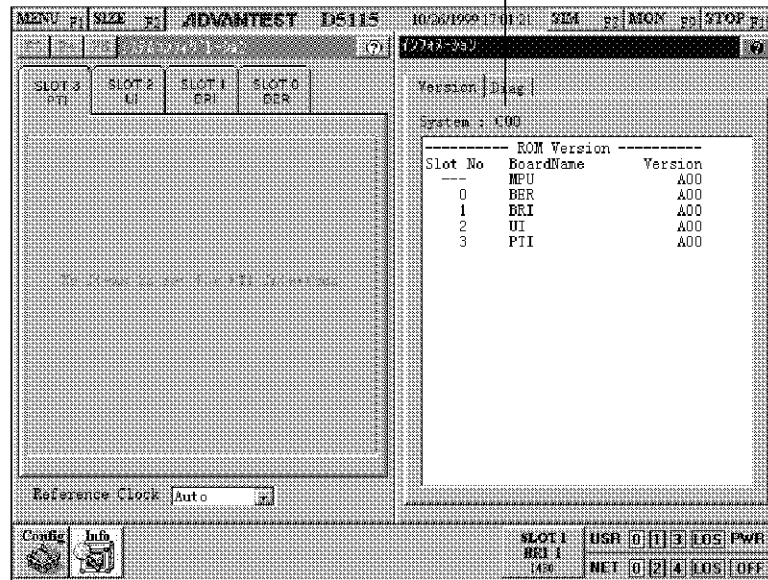 MENU F1 SIZE F2 ADVANTEST D5115 10/26/1999 17:01:21 SIM F8 MON F9 STOP
インフォメーション
SLOT 3 PTI
SLOT 2 UI
SLOT 1 BRI
SLOT 0 BER
Version Diag
System : C00
---------- ROM Version ----------
Slot No BoardName Version
--- MPU A00
0 BER A00
1 BRI A00
2 UI A00
3 PTI A00
Reference Clock Auto
Config Info
SLOT 1
BRI 1
USR 0 1 3 LOS PWR
NET 0 2 4 LOS OFF